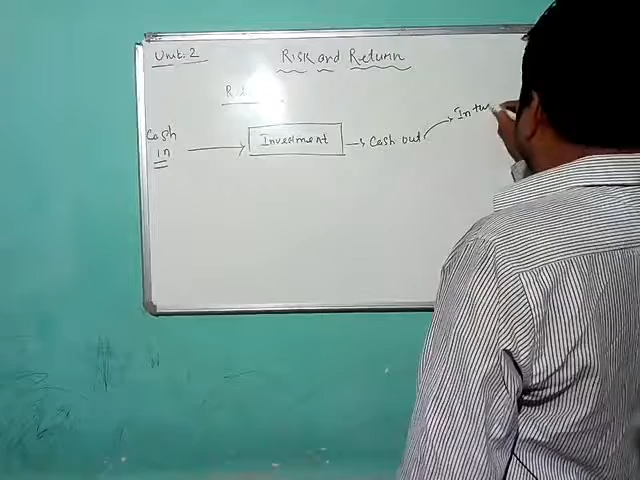 Unit: 2
Risk and Return
Cash in
Investment
Cash out